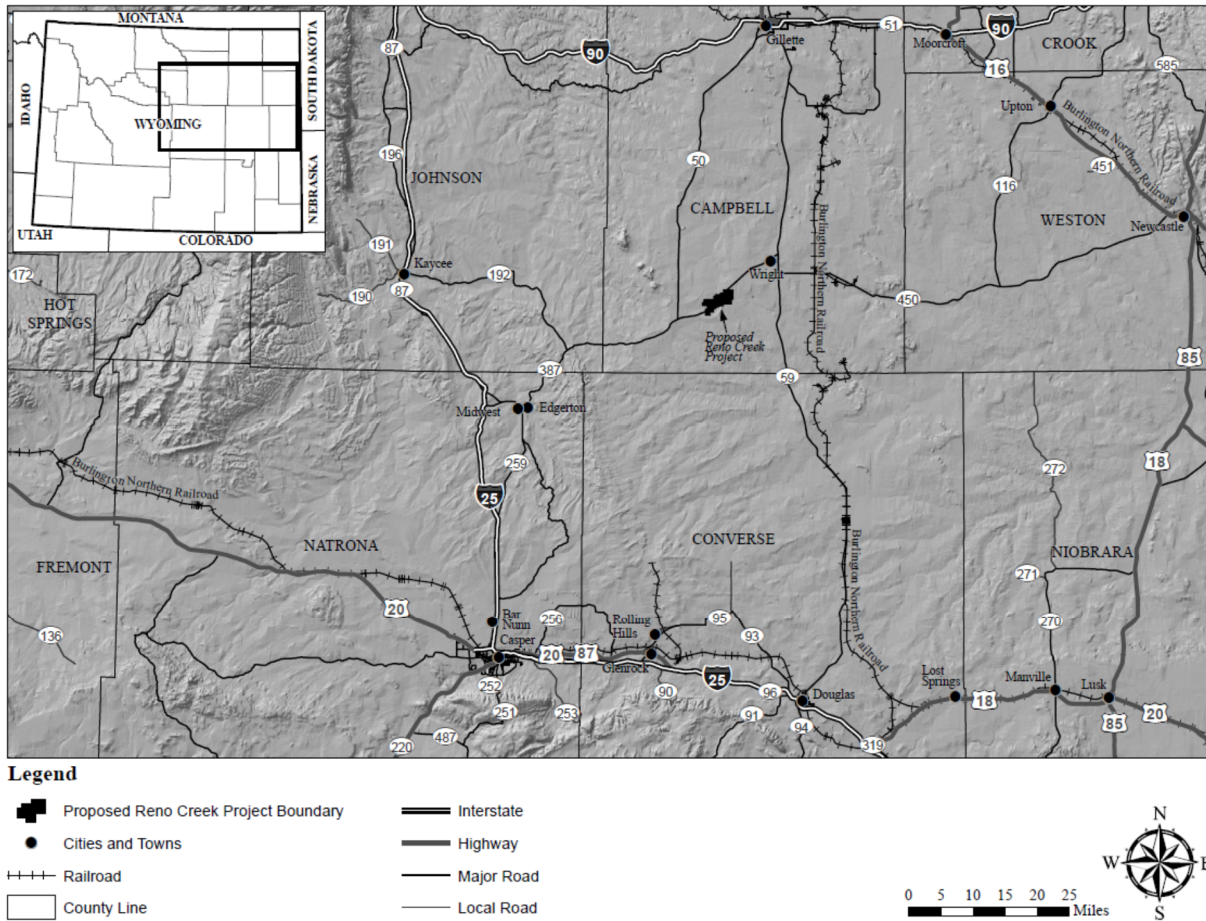 MONTANA
IDAHO
WYOMING
SOUTH DAKOTA
NEBRASKA
UTAH
COLORADO
87
90
Gillette
51
Moorcroft
90
CROOK
16
585
Upton
Burlington Northern Railroad
196
JOHNSON
50
451
116
CAMPBELL
WESTON
Newcastle
191
Kaycee
192
Wright
Burlington Northern Railroad
172
190
87
450
HOT
SPRINGS
Proposed
Reno Creek
Project
85
387
59
Midwest
Edgerton
259
272
18
Burlington Northern Railroad
25
NATRONA
CONVERSE
Burlington Northern Railroad
NIOBRARA
FREMONT
271
20
Bar
Nunn
256
Rolling
Hills
95
93
270
136
Casper
20
87
Glenrock
25
Lost
Springs
Manville
Lusk
252
90
96
Douglas
18
20
251
253
91
94
85
487
220
319
Legend
Proposed Reno Creek Project Boundary
Interstate
Cities and Towns
Highway
Railroad
Major Road
County Line
Local Road
N
W
E
S
0 5 10 15 20 25
Miles